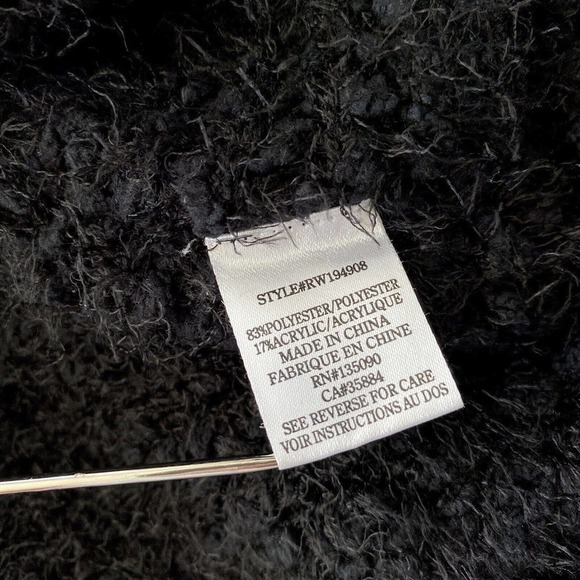 STYLE#RW194908
83%POLYESTER/POLYESTER
17%ACRYLIC/ACRYLIQUE
MADE IN CHINA
FABRIQUE EN CHINE
RN#135090
CA#35884
SEE REVERSE FOR CARE
VOIR INSTRUCTIONS AU DOS